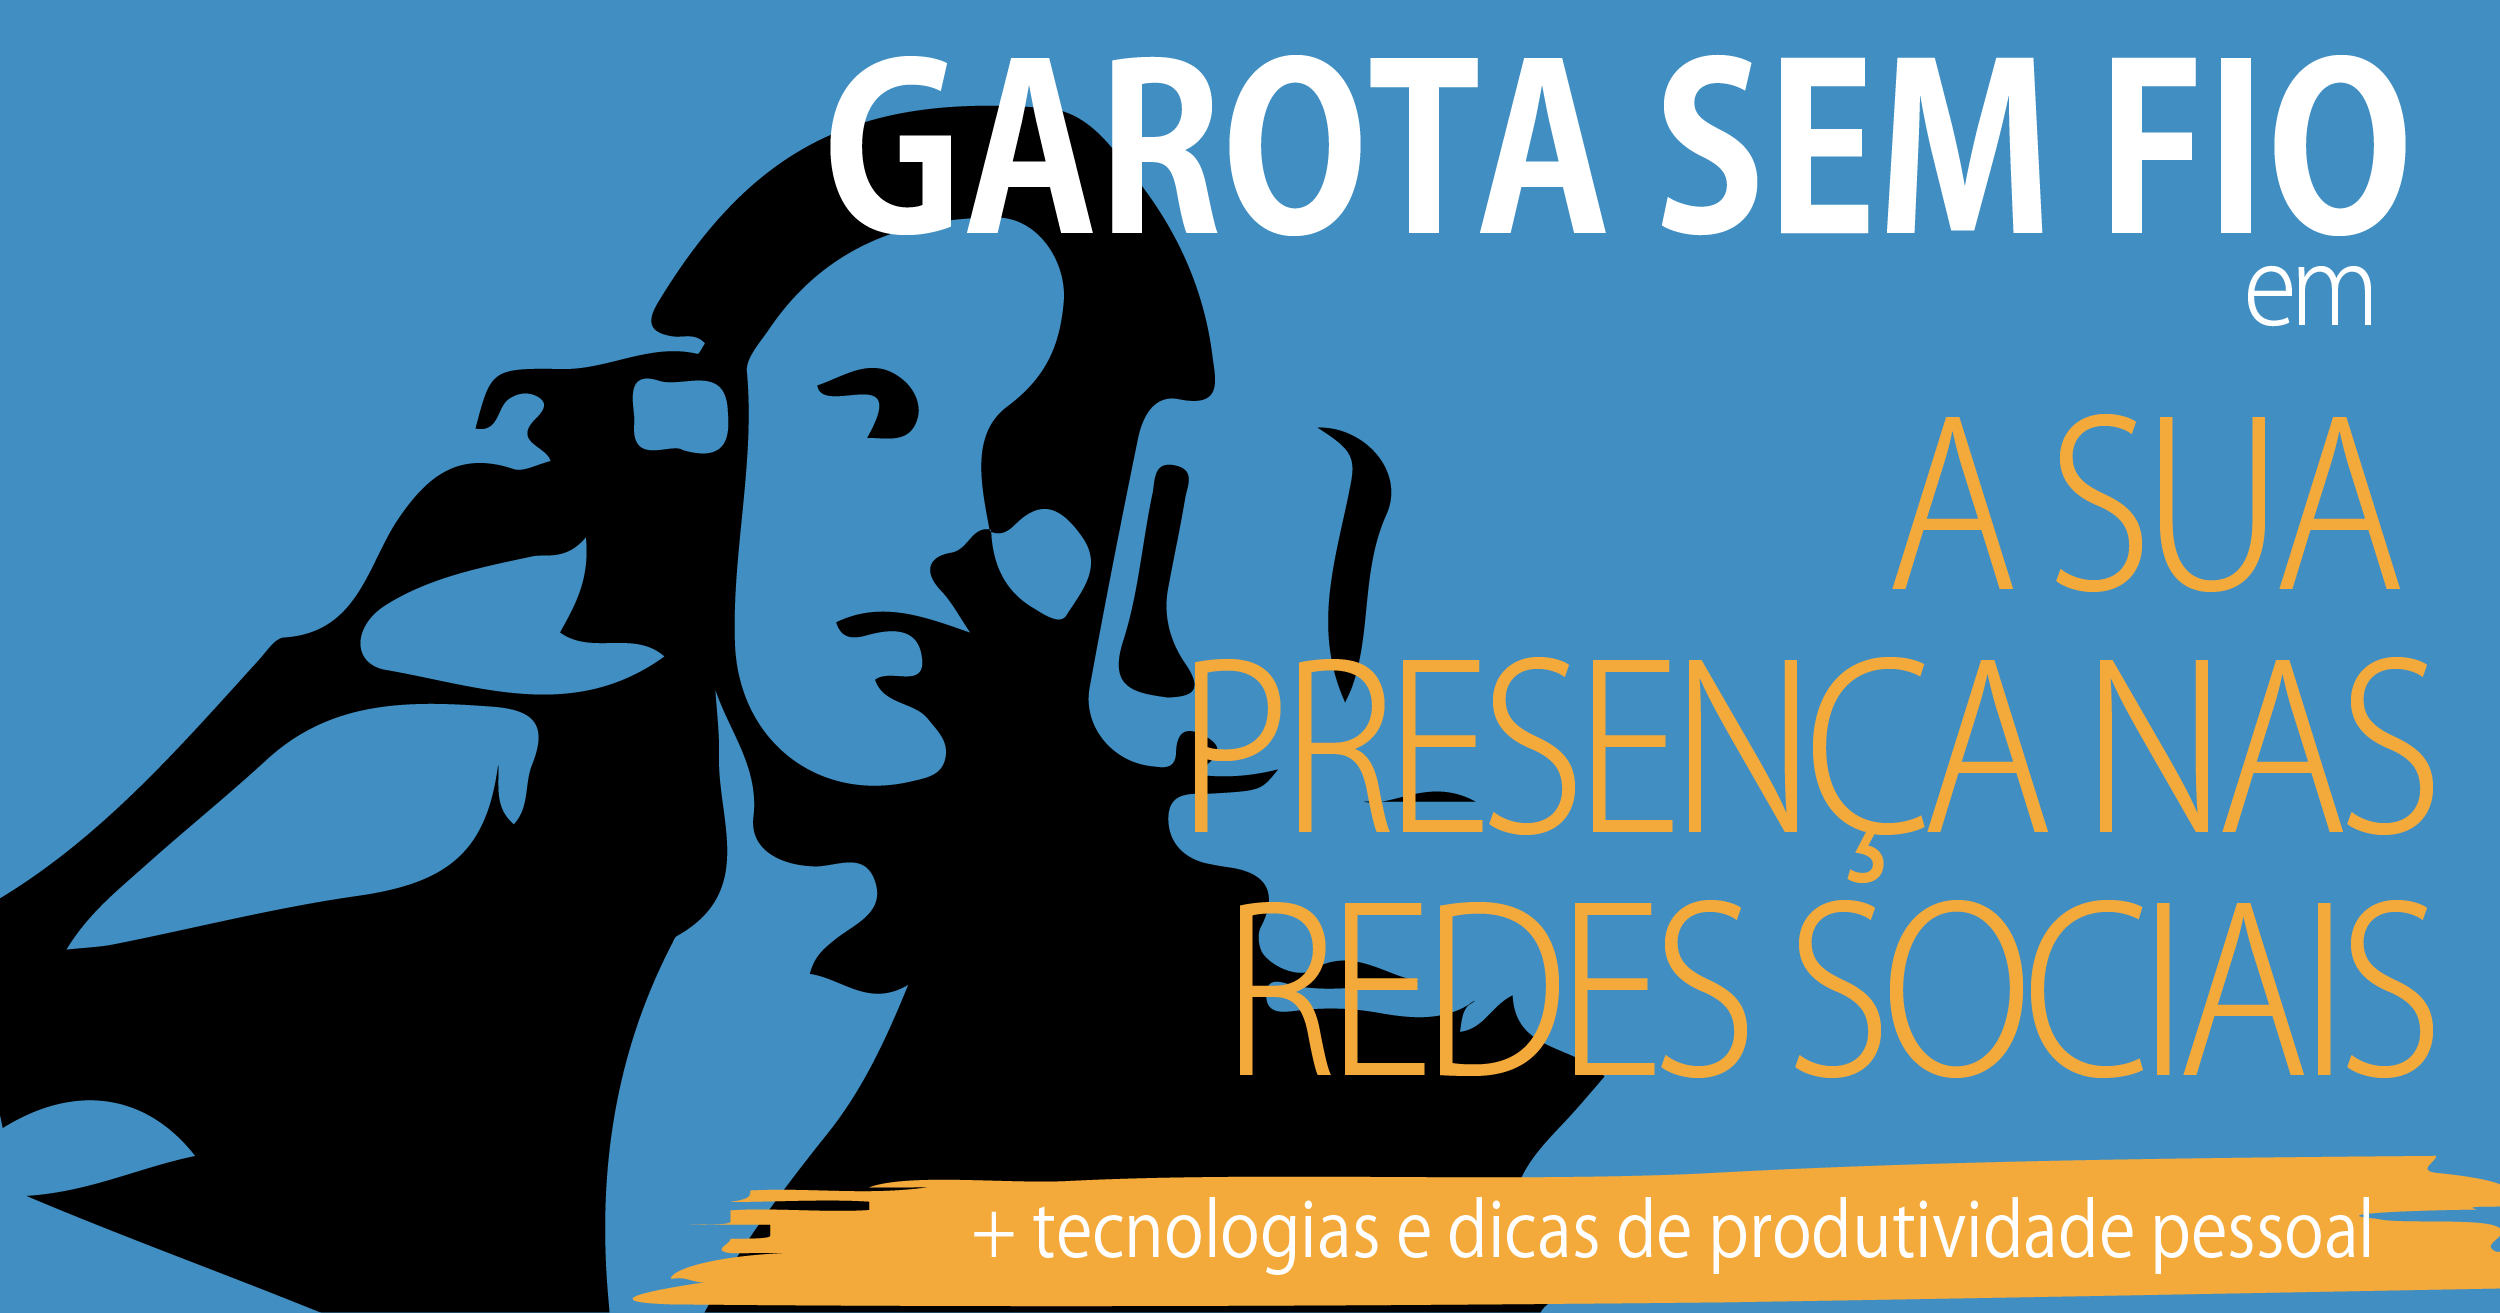 GAROTA SEM FIO
em
A SUA
PRESENÇA NAS
REDES SOCIAIS
+ tecnologias e dicas de produtividade pessoal